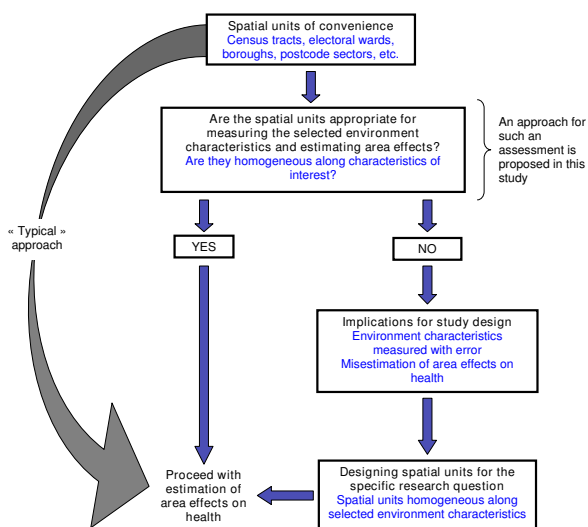 Spatial units of convenience
Census tracts, electoral wards,
boroughs, postcode sectors, etc.
Are the spatial units appropriate for
measuring the selected environment
characteristics and estimating area effects?
Are they homogeneous along characteristics of
interest?
An approach for
such an
assessment is
proposed in this
study
« Typical »
approach
YES
NO
Implications for study design
Environment characteristics
measured with error
Misestimation of area effects on
health
Proceed with
estimation of
area effects on
health
Designing spatial units for the
specific research question
Spatial units homogeneous along
selected environment characteristics